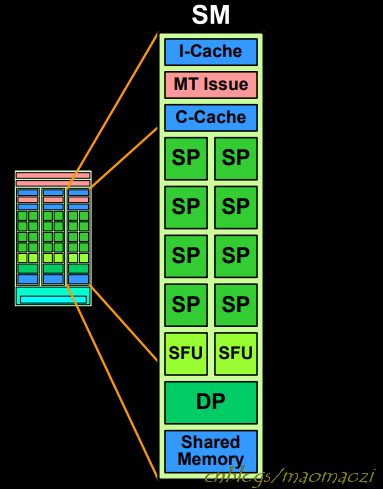 SM
I-Cache
MT Issue
C-Cache
SP SP
SP SP
SP SP
SP SP
SFU SFU
DP
Shared
Memory
cnblogs/maomaozi